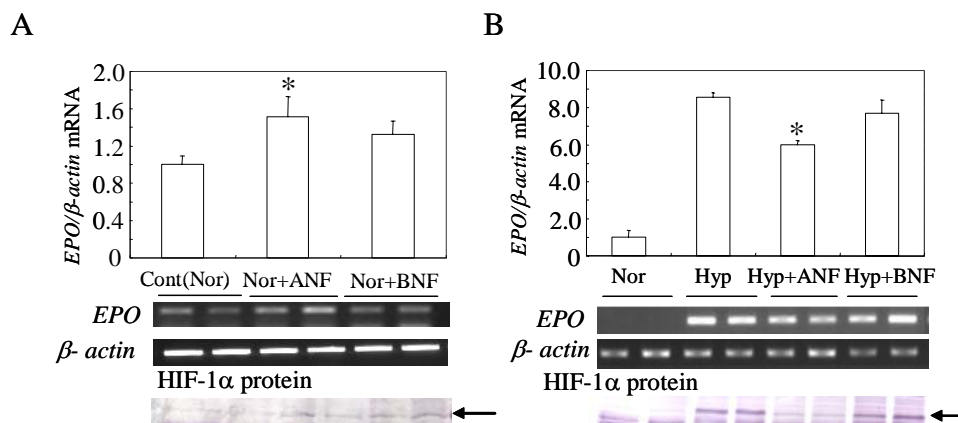 A
EPO/β-actin mRNA
2.0
1.6
1.2
0.8
0.4
0
*
Cont(Nor) Nor+ANF Nor+BNF
EPO
β- actin
HIF-1α protein
B
EPO/β-actin mRNA
10.0
8.0
6.0
4.0
2.0
0
*
Nor Hyp Hyp+ANF Hyp+BNF
EPO
β- actin
HIF-1α protein